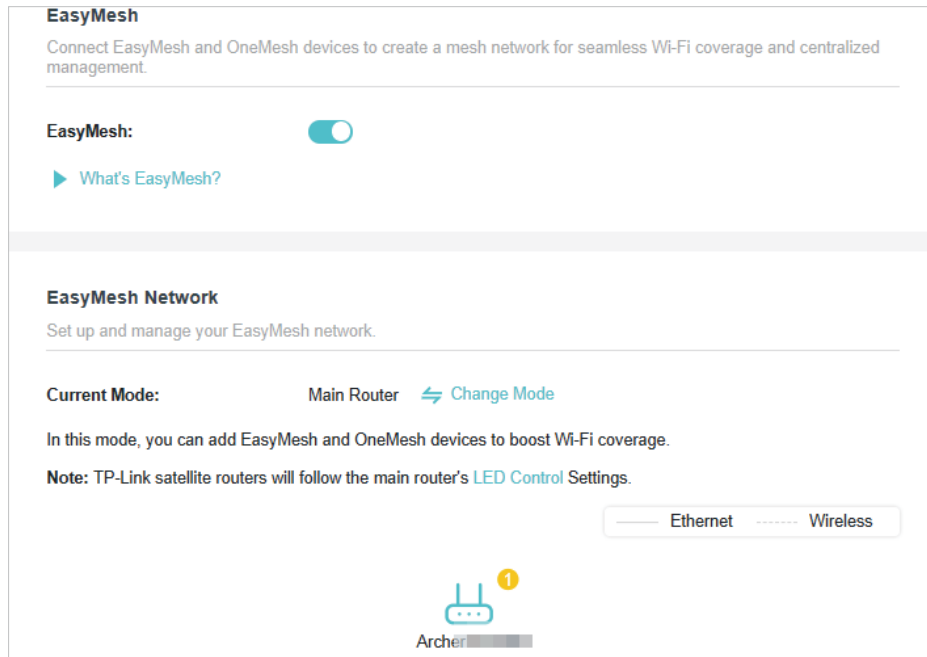 EasyMesh
Connect EasyMesh and OneMesh devices to create a mesh network for seamless Wi-Fi coverage and centralized
management.
EasyMesh:
What's EasyMesh?
EasyMesh Network
Set up and manage your EasyMesh network.
Current Mode: Main Router Change Mode
In this mode, you can add EasyMesh and OneMesh devices to boost Wi-Fi coverage.
Note: TP-Link satellite routers will follow the main router's LED Control Settings.
Ethernet Wireless
1
Archer